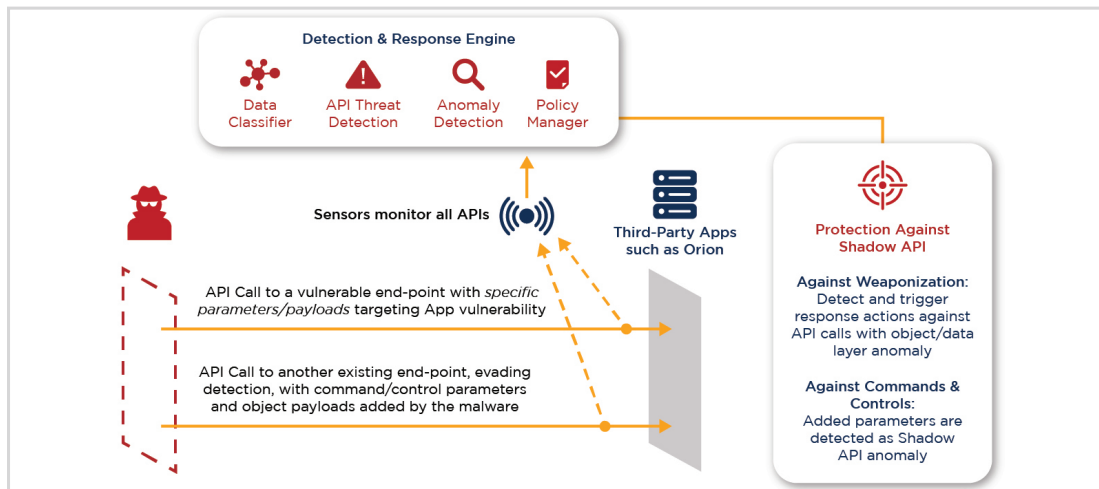 Detection & Response Engine
Data
Classifier
API Threat
Detection
Anomaly
Detection
Policy
Manager
Sensors monitor all APIs
Third-Party Apps
such as Orion
API Call to a vulnerable end-point with specific
parameters/payloads targeting App vulnerability
API Call to another existing end-point, evading
detection, with command/control parameters
and object payloads added by the malware
Protection Against
Shadow API
Against Weaponization:
Detect and trigger
response actions against
API calls with object/data
layer anomaly
Against Commands &
Controls:
Added parameters are
detected as Shadow
API anomaly